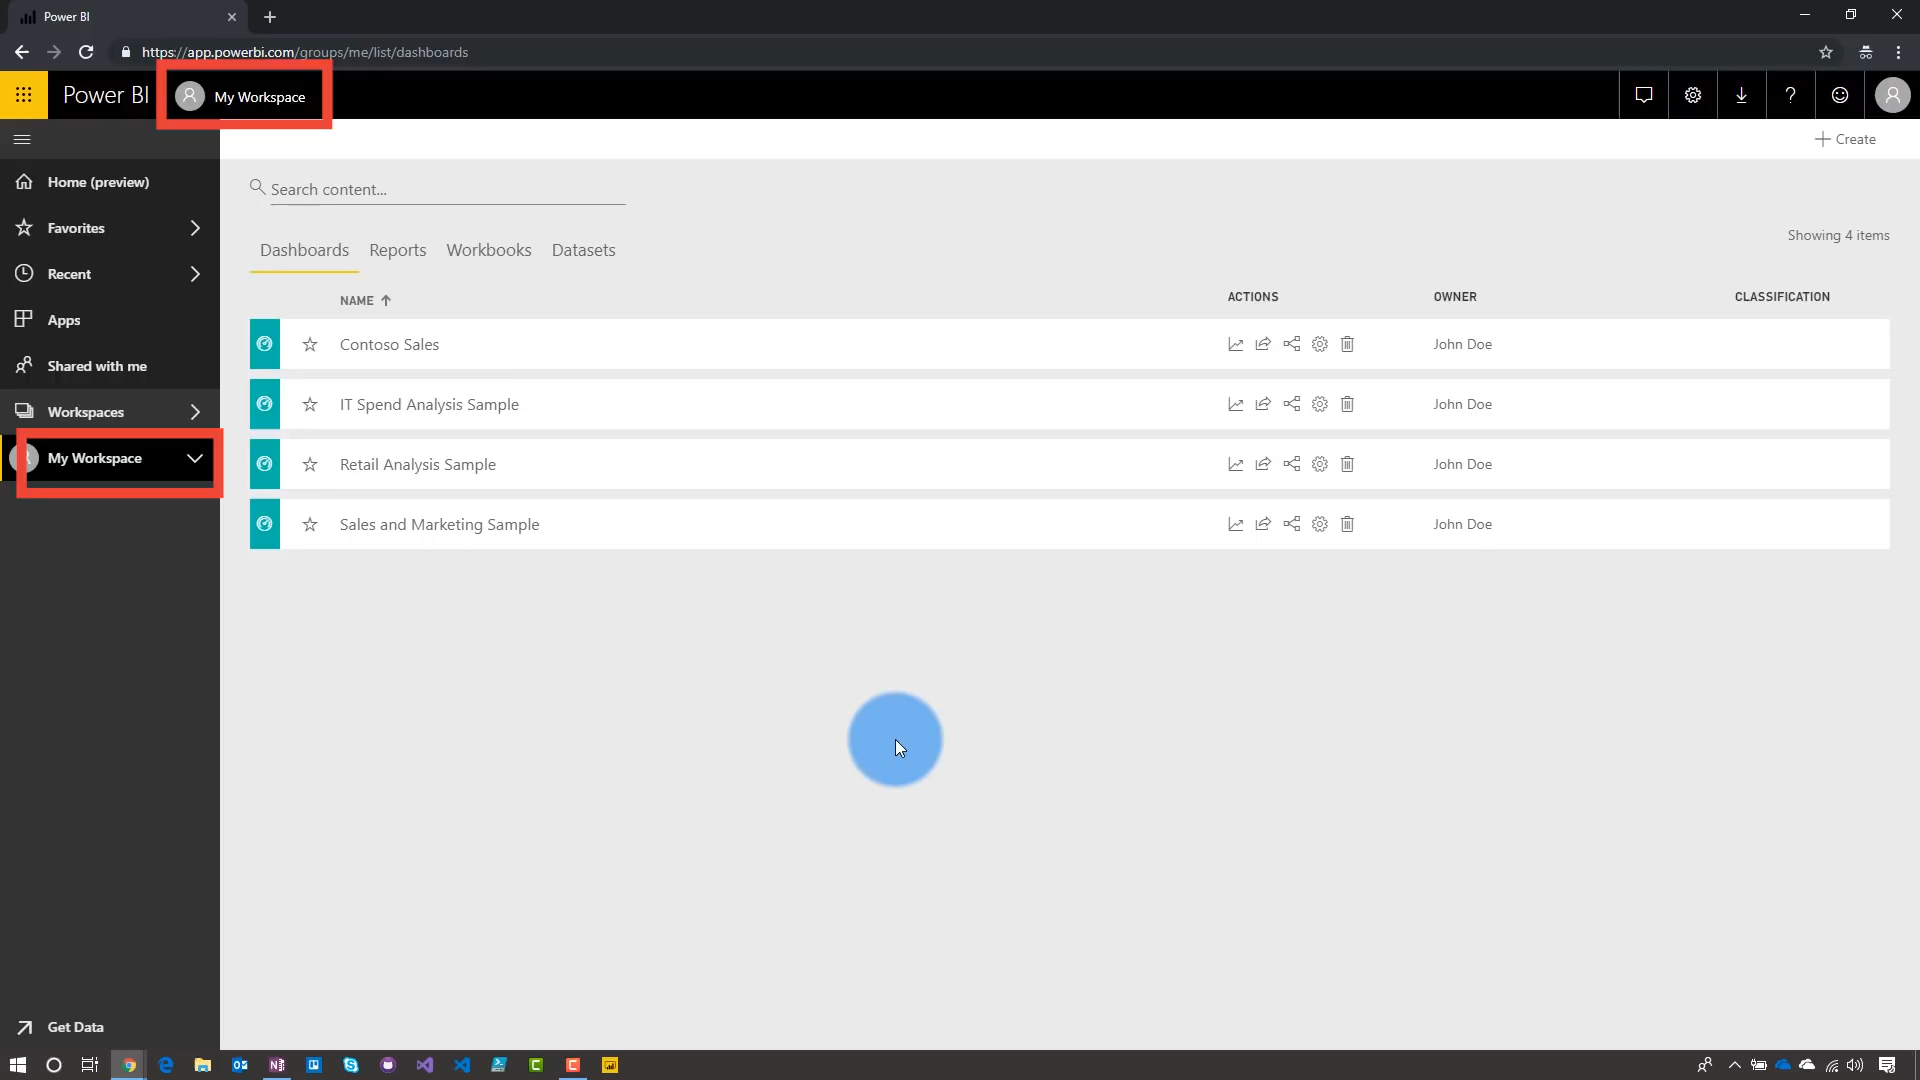 Power BI
https://app.powerbi.com/groups/me/list/dashboards
Power BI
My Workspace
Create
Home (preview)
Search content...
Favorites
Showing 4 items
Dashboards Reports Workbooks Datasets
Recent
NAME ACTIONS OWNER CLASSIFICATION
Apps
Contoso Sales John Doe
Shared with me
IT Spend Analysis Sample John Doe
Workspaces
My Workspace
Retail Analysis Sample John Doe
Sales and Marketing Sample John Doe
Get Data